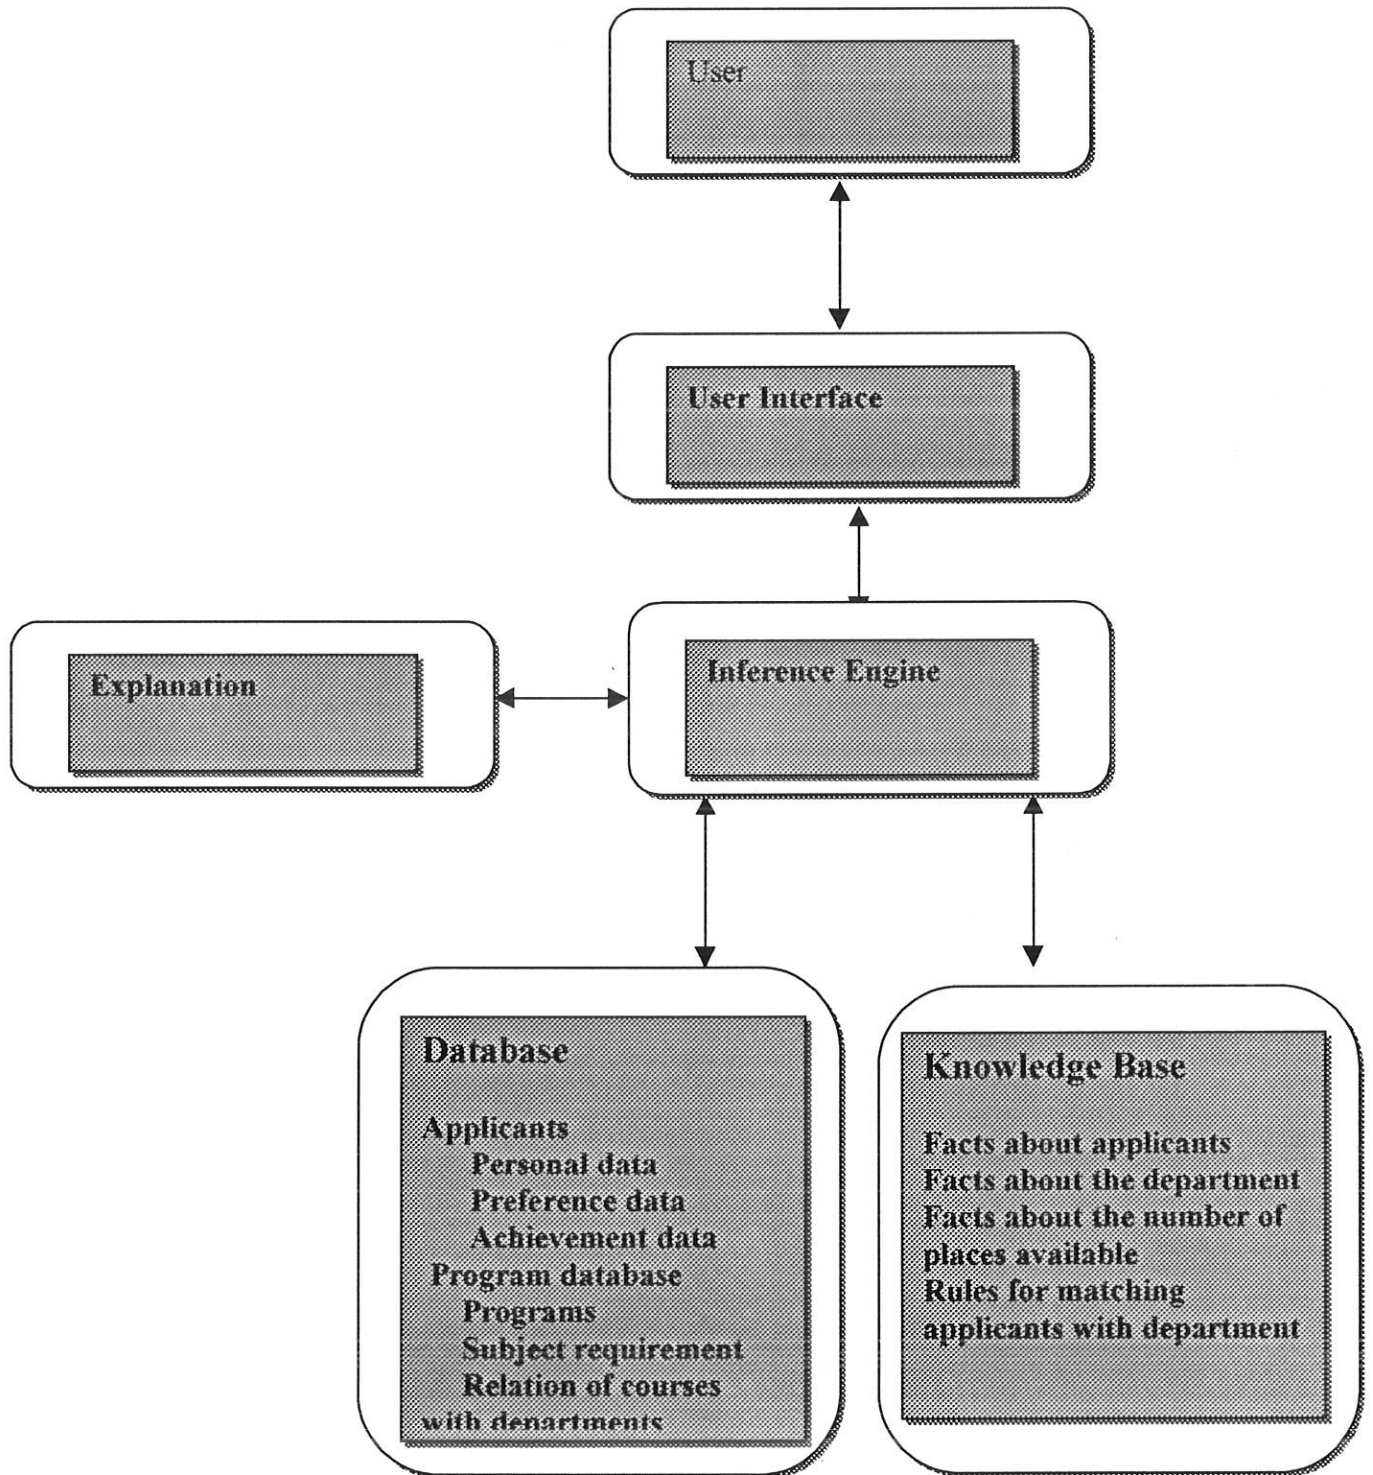 User
User Interface
Explanation
Inference Engine
Database
Applicants
Personal data
Preference data
Achievement data
Program database
Programs
Subject requirement
Relation of courses
with departments
Knowledge Base
Facts about applicants
Facts about the department
Facts about the number of
places available
Rules for matching
applicants with department